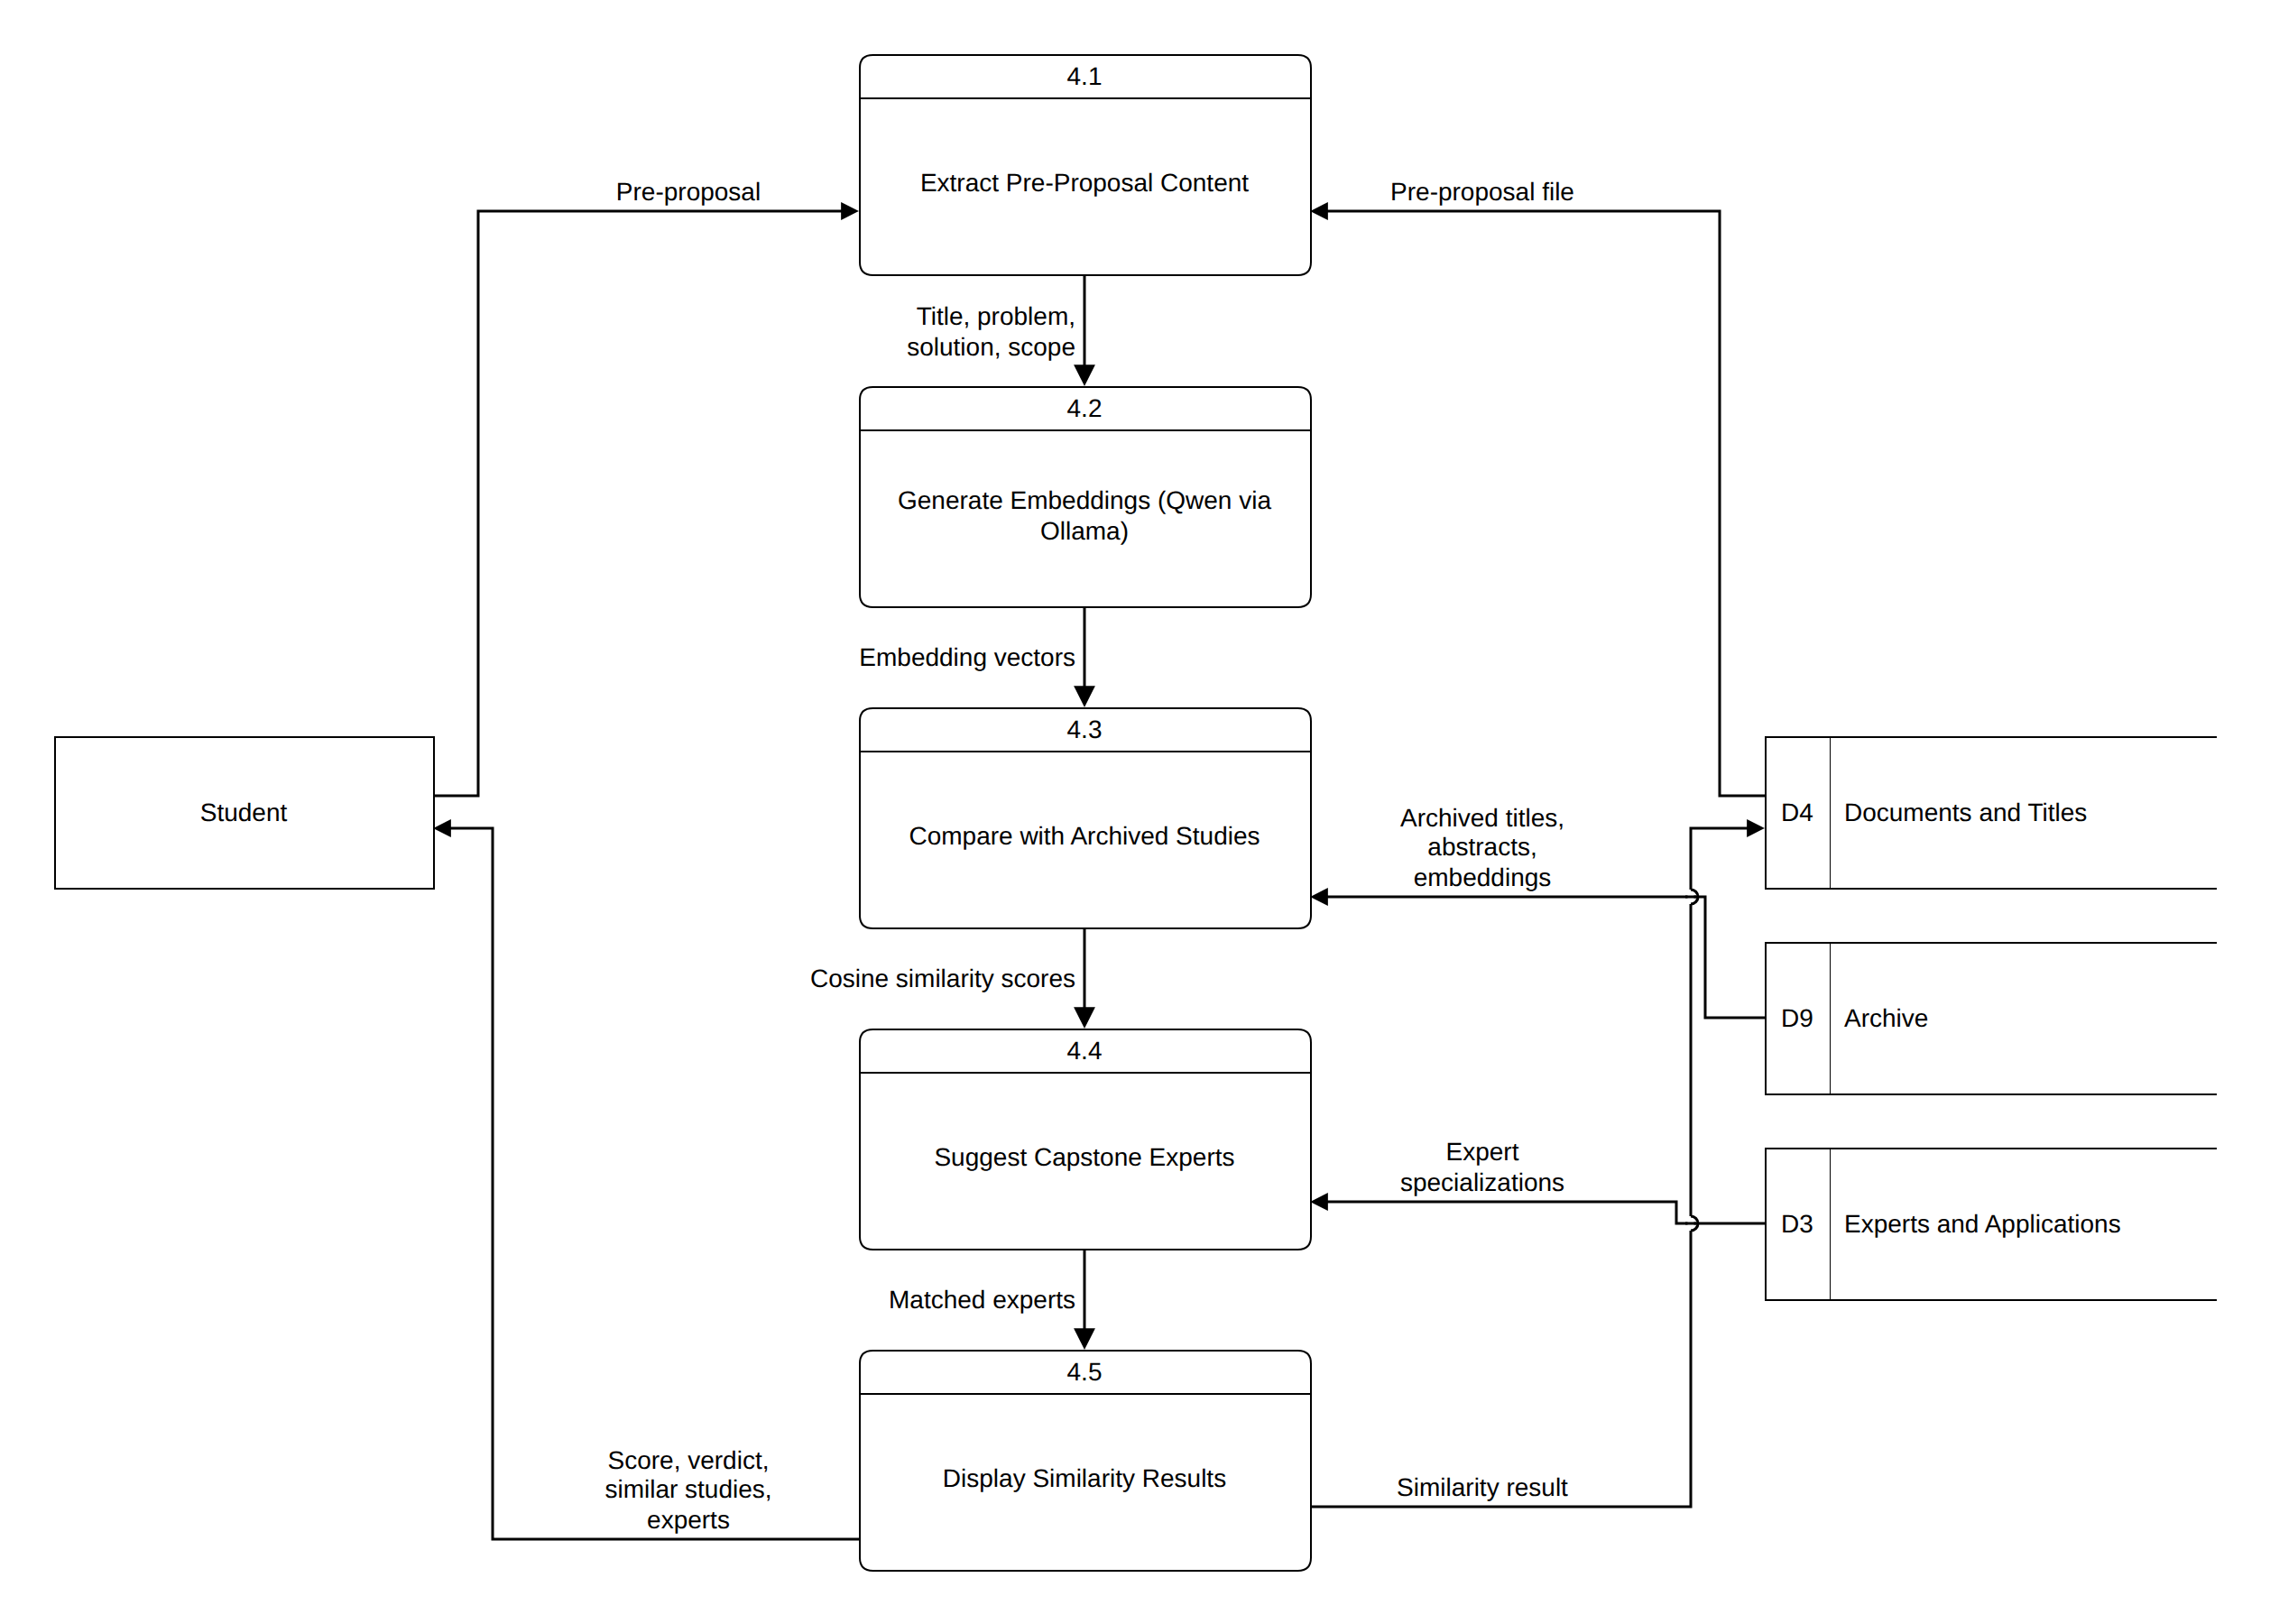 4.1
Extract Pre-Proposal Content
Pre-proposal
Pre-proposal file
Title, problem,
solution, scope
4.2
Generate Embeddings (Qwen via
Ollama)
Embedding vectors
4.3
Compare with Archived Studies
Student
Archived titles,
abstracts,
embeddings
D4
Documents and Titles
Cosine similarity scores
D9
Archive
4.4
Suggest Capstone Experts
Expert
specializations
D3
Experts and Applications
Matched experts
4.5
Display Similarity Results
Score, verdict,
similar studies,
experts
Similarity result